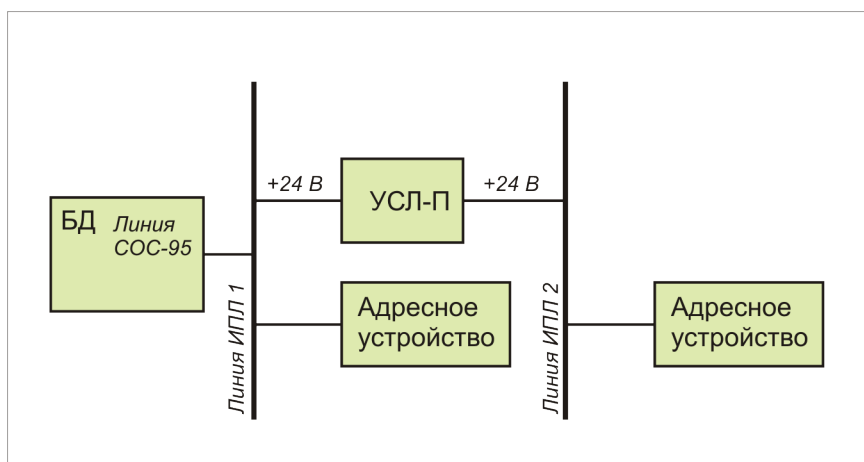 БД Линия
СОС-95
Линия ИПЛ 1
+24 В
УСЛ-П
+24 В
Адресное
устройство
Линия ИПЛ 2
Адресное
устройство